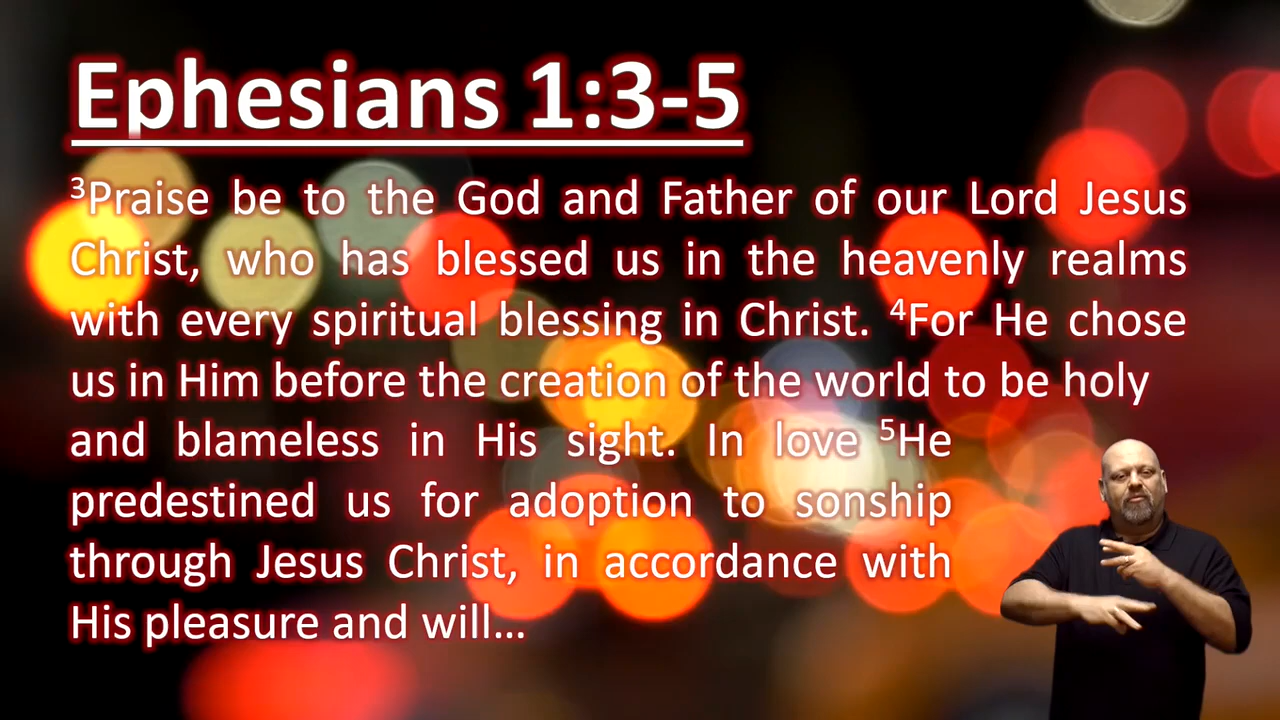 Ephesians 1:3-5
³Praise be to the God and Father of our Lord Jesus
Christ, who has blessed us in the heavenly realms
with every spiritual blessing in Christ. ⁴For He chose
us in Him before the creation of the world to be holy
and blameless in His sight. In love ⁵He
predestined us for adoption to sonship
through Jesus Christ, in accordance with
His pleasure and will…